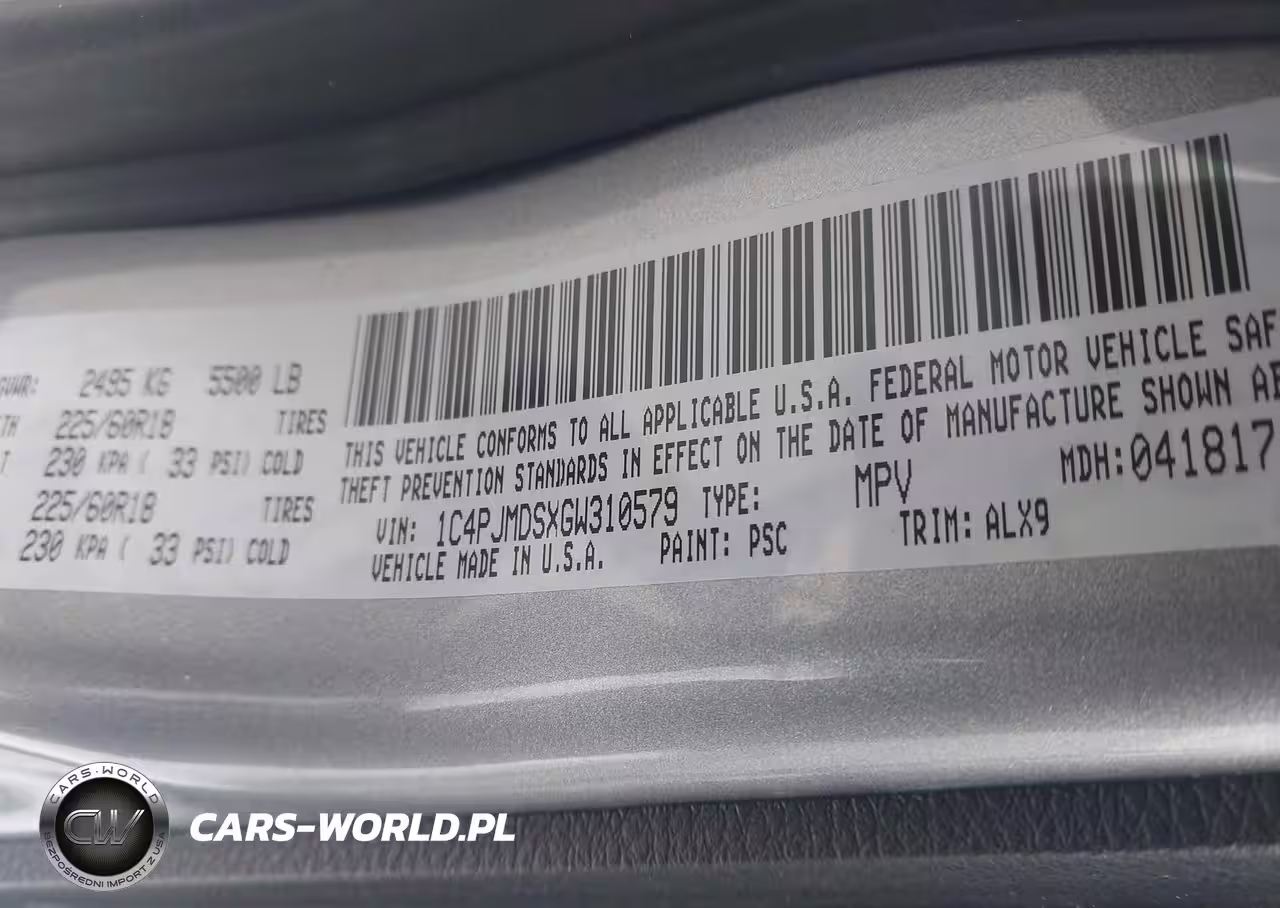 GVWR: 2495 KG 5500 LB
225/60R18 TIRES
230 KPA ( 33 PSI) COLD
225/60R18 TIRES
230 KPA ( 33 PSI) COLD
THIS VEHICLE CONFORMS TO ALL APPLICABLE U.S.A. FEDERAL MOTOR VEHICLE SAF
THEFT PREVENTION STANDARDS IN EFFECT ON THE DATE OF MANUFACTURE SHOWN AB
VIN: 1C4PJMDSXGW310579 TYPE: MPV MDH:041817
VEHICLE MADE IN U.S.A. PAINT: PSC TRIM: ALX9
CARS-WORLD
CW
BEZPOŚREDNI IMPORT Z USA
CARS-WORLD.PL